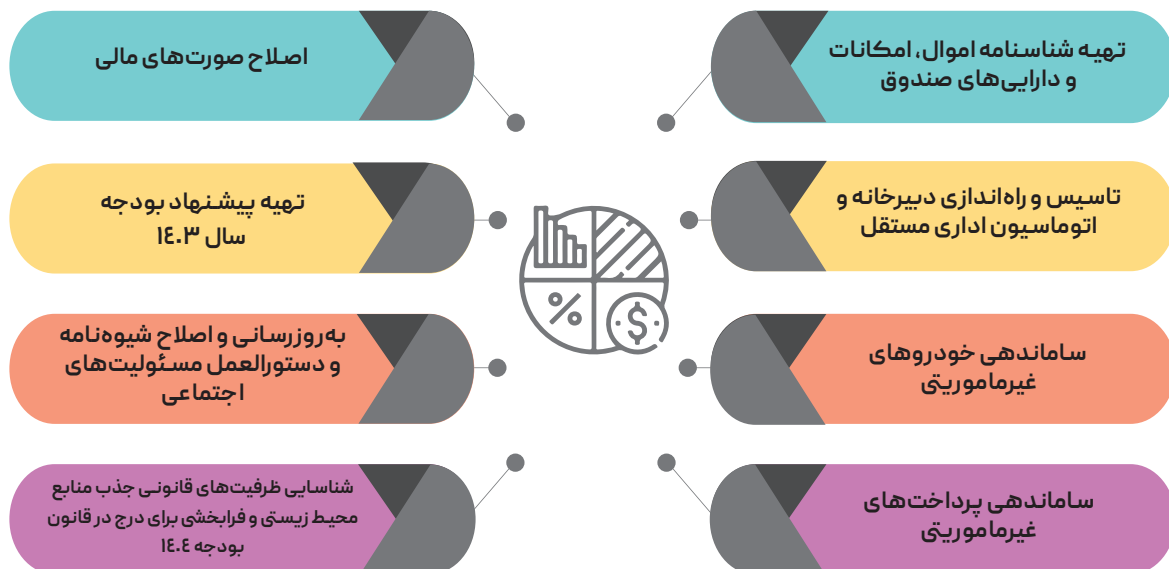 تهیه شناسنامه اموال، امکانات
و دارایی‌های صندوق
تاسیس و راه‌اندازی دبیرخانه و
اتوماسیون اداری مستقل
ساماندهی خودروهای
غیرماموریتی
ساماندهی پرداخت‌های
غیرماموریتی
اصلاح صورت‌های مالی
تهیه پیشنهاد بودجه
سال ۱۴۰۳
به‌روزرسانی و اصلاح شیوه‌نامه
و دستورالعمل مسئولیت‌های
اجتماعی
شناسایی ظرفیت‌های قانونی جذب منابع
محیط زیستی و فرابخشی برای درج در قانون
بودجه ۱۴۰۴
%
$